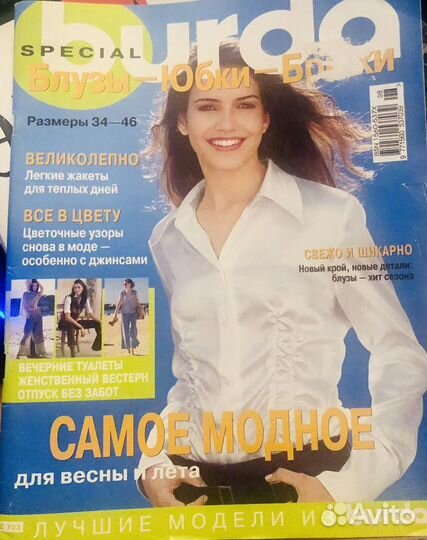 burda
SPECIAL
Блузы–Юбки–Брюки
Размеры 34—46
ВЕЛИКОЛЕПНО
Легкие жакеты
для теплых дней
ВСЕ В ЦВЕТУ
Цветочные узоры
снова в моде –
особенно с джинсами
СВЕЖО И ШИКАРНО
Новый крой, новые детали:
блузы – хит сезона
ВЕЧЕРНИЕ ТУАЛЕТЫ
ЖЕНСТВЕННЫЙ ВЕСТЕРН
ОТПУСК БЕЗ ЗАБОТ
САМОЕ МОДНОЕ
для весны и лета
ЛУЧШИЕ МОДЕЛИ ИЗ burda
Avito